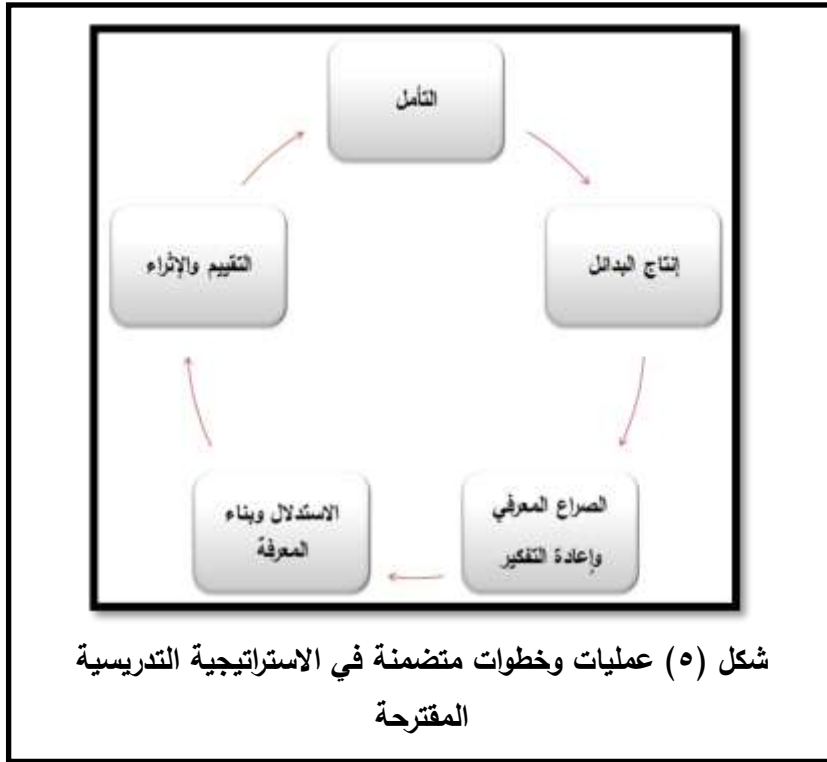 التأمل
إنتاج البدائل
الصراع المعرفي
وإعادة التفكير
الاستدلال وبناء
المعرفة
التقييم والإثراء
شكل (٥) عمليات وخطوات متضمنة في الاستراتيجية التدريسية
المقترحة